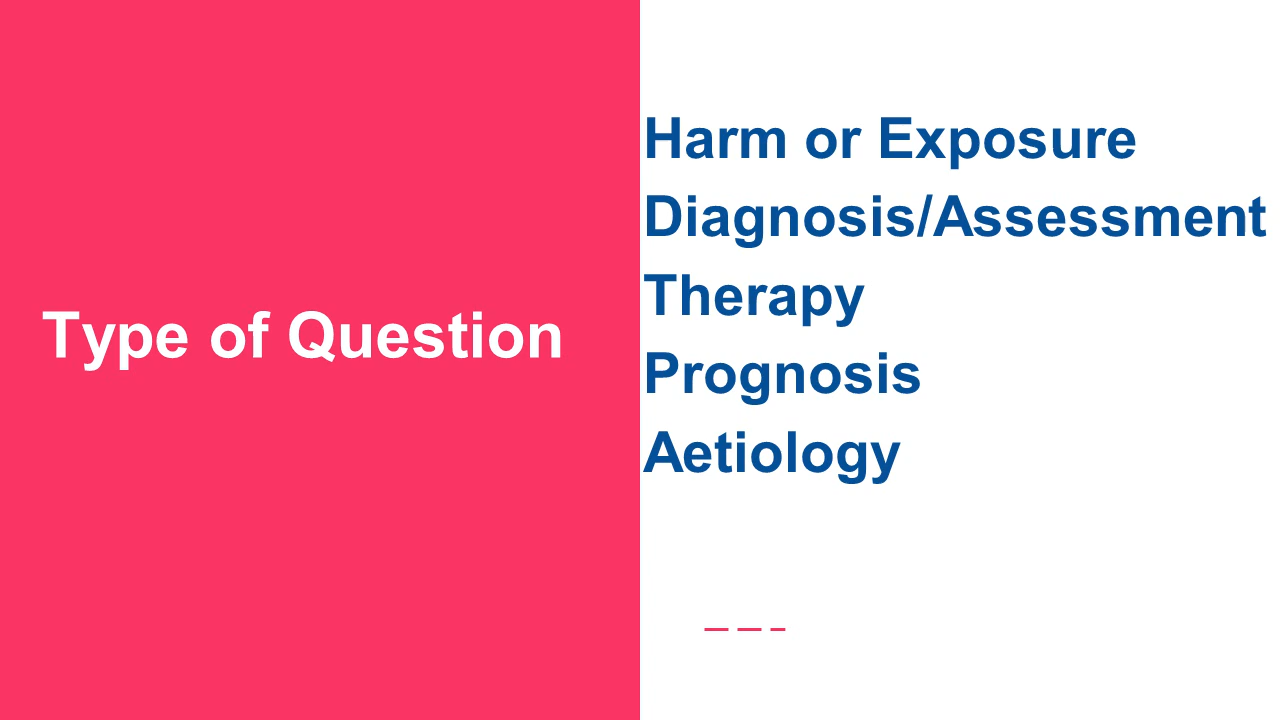 Type of Question
Harm or Exposure
Diagnosis/Assessment
Therapy
Prognosis
Aetiology